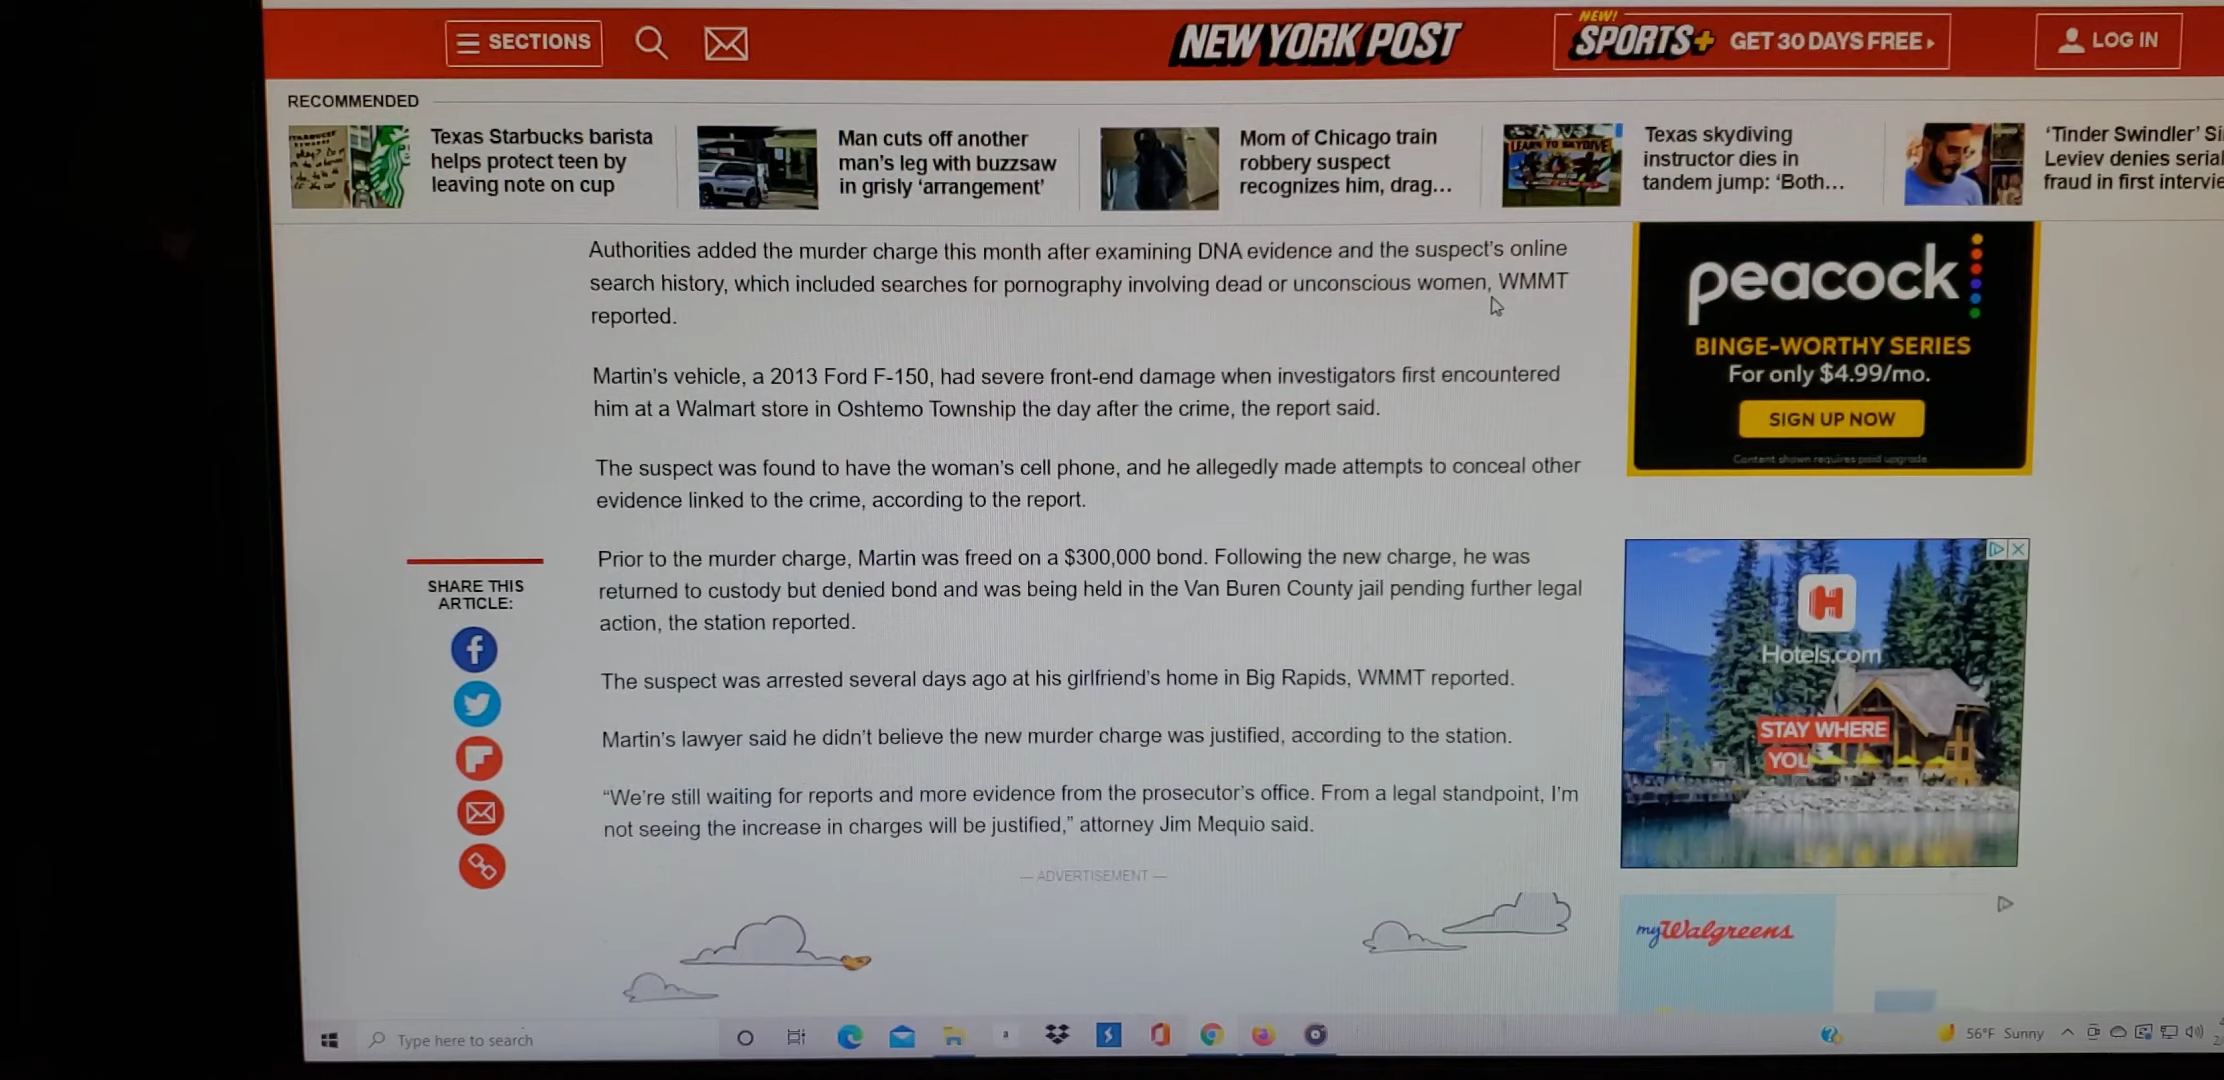 SECTIONS
NEW YORK POST
NEW!
SPORTS+ GET 30 DAYS FREE
LOG IN
RECOMMENDED
Texas Starbucks barista
helps protect teen by
leaving note on cup
Man cuts off another
man's leg with buzzsaw
in grisly 'arrangement'
Mom of Chicago train
robbery suspect
recognizes him, drag...
LEARN TO SKYDIVE
Texas skydiving
instructor dies in
tandem jump: 'Both...
'Tinder Swindler' Si
Leviev denies serial
fraud in first intervie
Authorities added the murder charge this month after examining DNA evidence and the suspect's online
search history, which included searches for pornography involving dead or unconscious women, WMMT
reported.
Martin's vehicle, a 2013 Ford F-150, had severe front-end damage when investigators first encountered
him at a Walmart store in Oshtemo Township the day after the crime, the report said.
The suspect was found to have the woman's cell phone, and he allegedly made attempts to conceal other
evidence linked to the crime, according to the report.
Prior to the murder charge, Martin was freed on a $300,000 bond. Following the new charge, he was
returned to custody but denied bond and was being held in the Van Buren County jail pending further legal
action, the station reported.
The suspect was arrested several days ago at his girlfriend's home in Big Rapids, WMMT reported.
Martin's lawyer said he didn't believe the new murder charge was justified, according to the station.
“We're still waiting for reports and more evidence from the prosecutor's office. From a legal standpoint, I'm
not seeing the increase in charges will be justified,” attorney Jim Mequio said.
— ADVERTISEMENT —
SHARE THIS
ARTICLE:
peacock
BINGE-WORTHY SERIES
For only $4.99/mo.
SIGN UP NOW
Content shown requires paid upgrade.
Hotels.com
STAY WHERE
YOU
myWalgreens
Type here to search
56°F Sunny